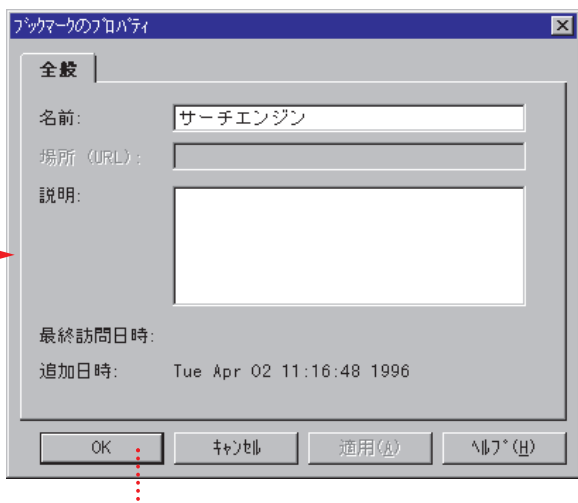 ﾌﾞｯｸﾏｰｸのﾌﾟﾛﾊﾟﾃｨ
全般
名前: サーチエンジン
場所 (URL):
説明:
最終訪問日時:
追加日時: Tue Apr 02 11:16:48 1996
OK ｷｬﾝｾﾙ 適用(A) ﾍﾙﾌﾟ(H)